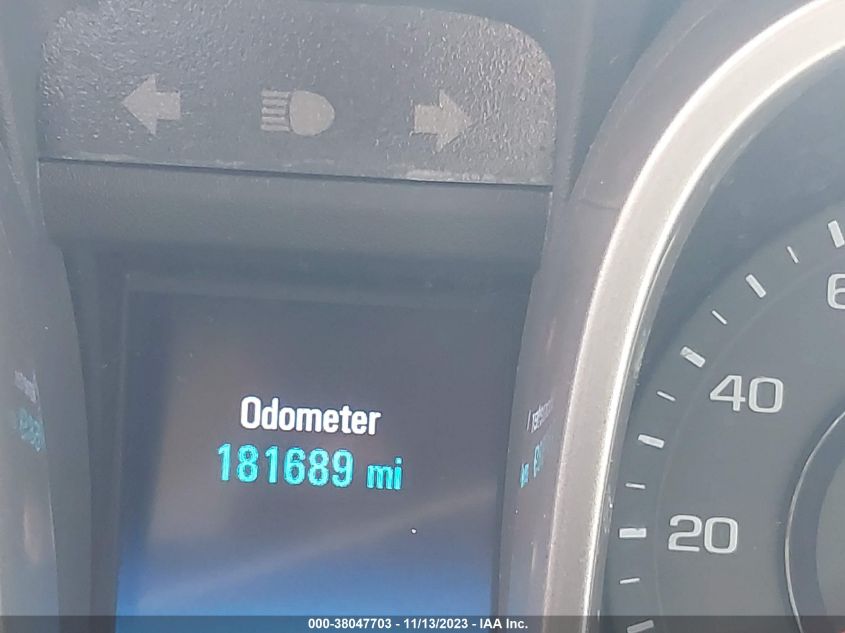 Odometer
181689 mi
40
20
000-38047703 - 11/13/2023 - IAA Inc.